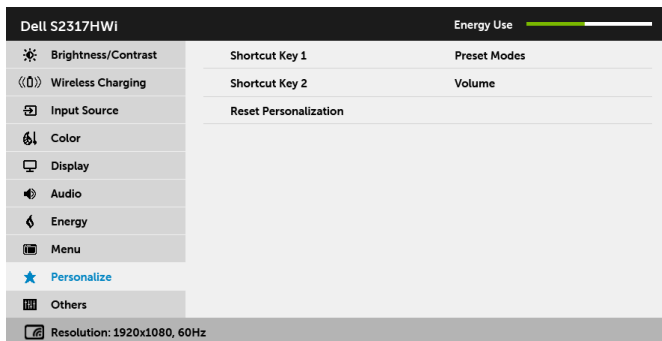 Dell S2317HWi Energy Use
Brightness/Contrast Shortcut Key 1 Preset Modes
Wireless Charging Shortcut Key 2 Volume
Input Source Reset Personalization
Color
Display
Audio
Energy
Menu
Personalize
Others
Resolution: 1920x1080, 60Hz